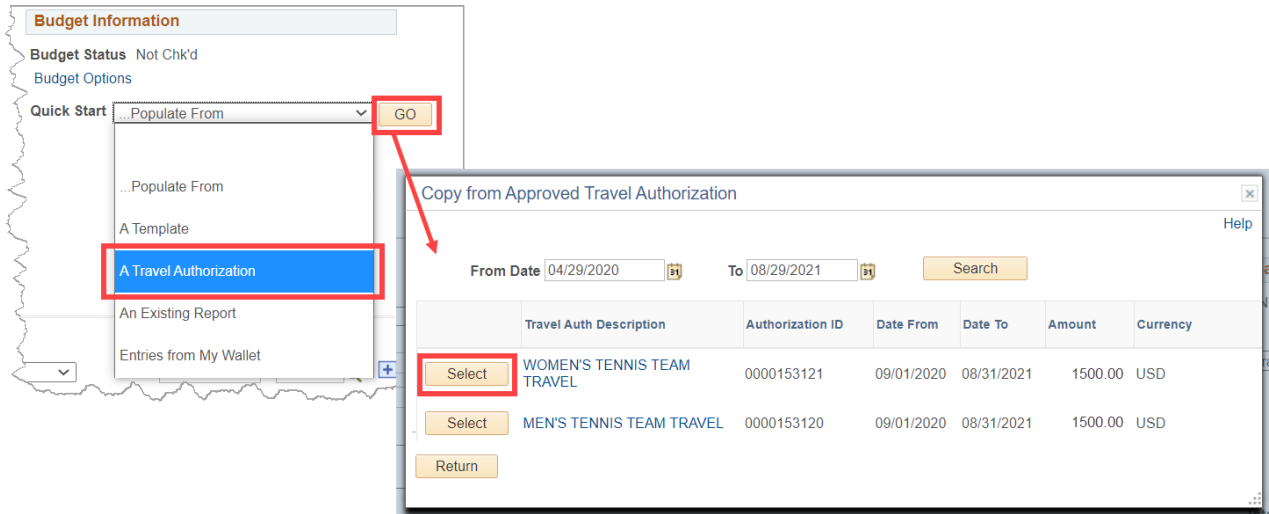 Budget Information
Budget Status Not Chk'd
Budget Options
Quick Start ...Populate From GO
...Populate From
A Template
A Travel Authorization
An Existing Report
Entries from My Wallet
Copy from Approved Travel Authorization
Help
From Date 04/29/2020 31 To 08/29/2021 31 Search
Travel Auth Description Authorization ID Date From Date To Amount Currency
Select WOMEN'S TENNIS TEAM
TRAVEL 0000153121 09/01/2020 08/31/2021 1500.00 USD
Select MEN'S TENNIS TEAM TRAVEL 0000153120 09/01/2020 08/31/2021 1500.00 USD
Return